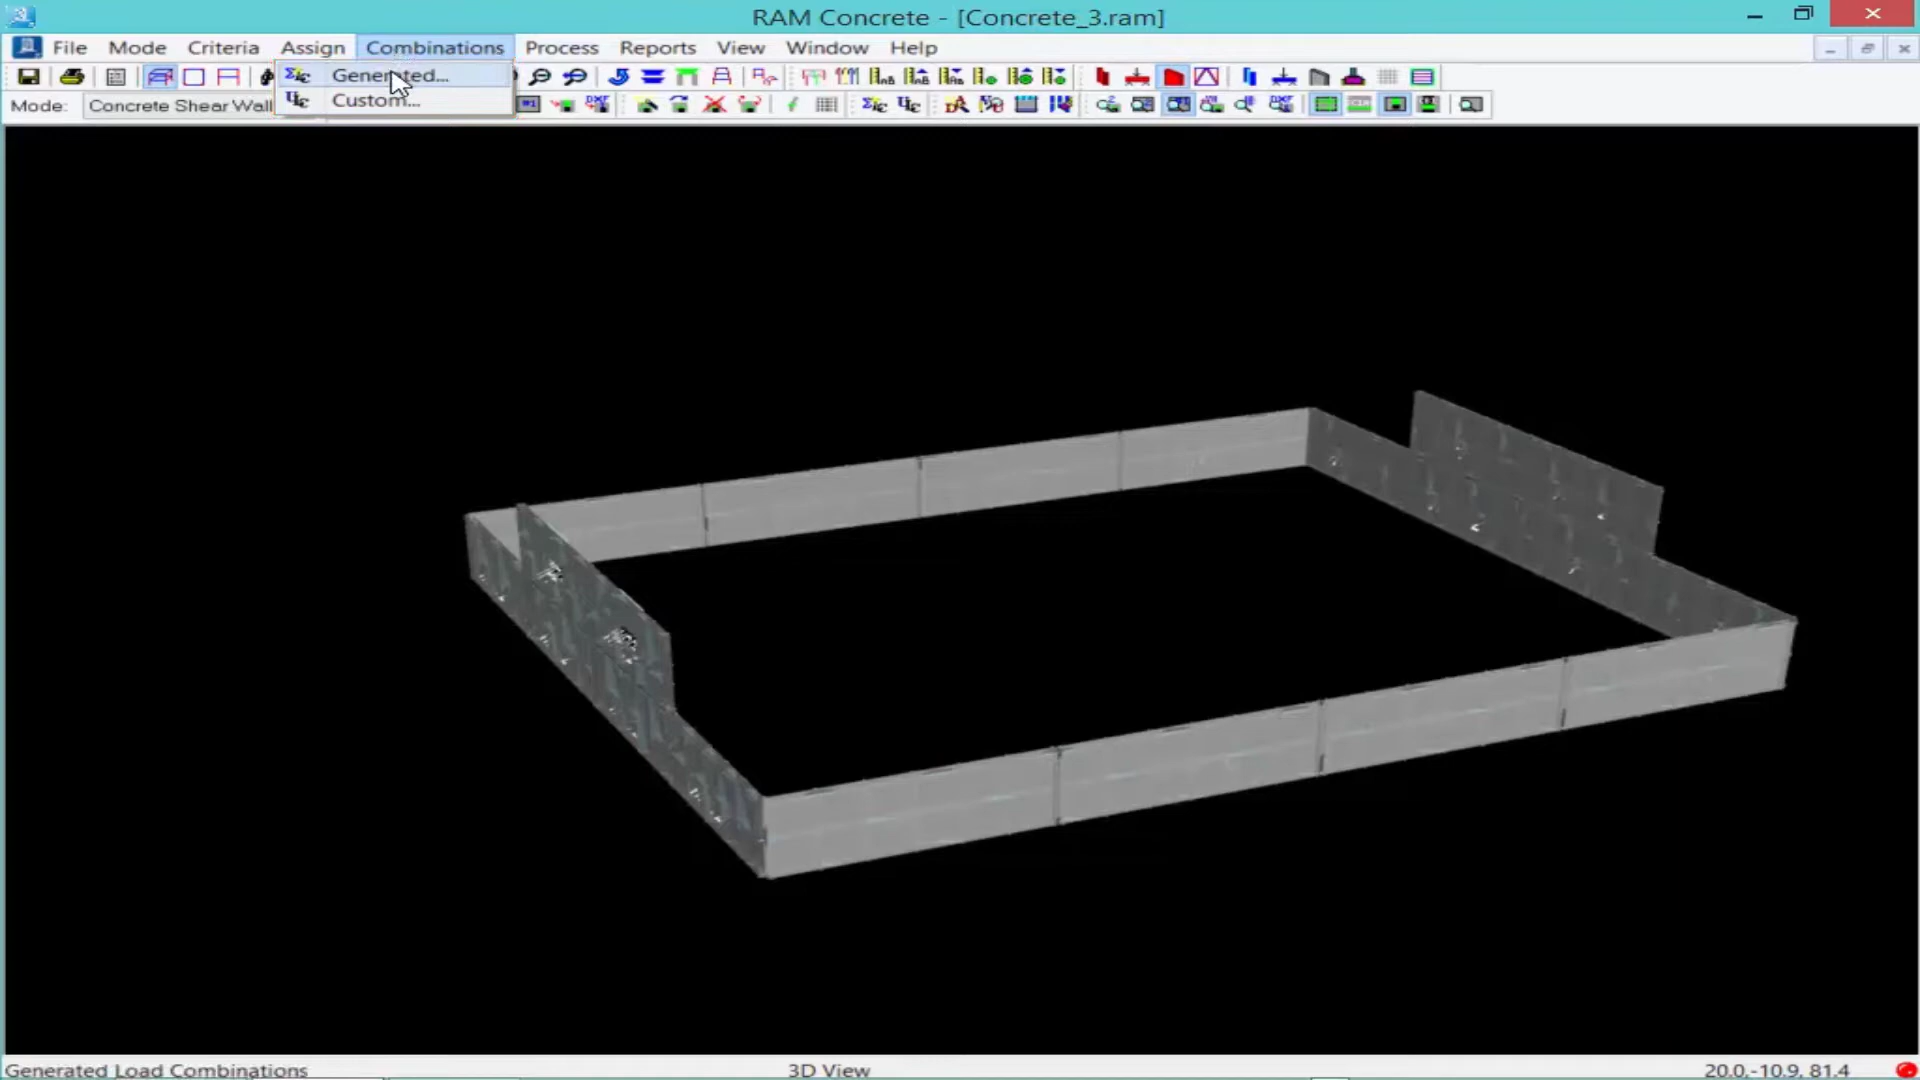 RAM Concrete - [Concrete_3.ram]
File Mode Criteria Assign Combinations Process Reports View Window Help
Generated...
Custom...
Mode: Concrete Shear Wall
Generated Load Combinations
3D View
20.0,-10.9, 81.4